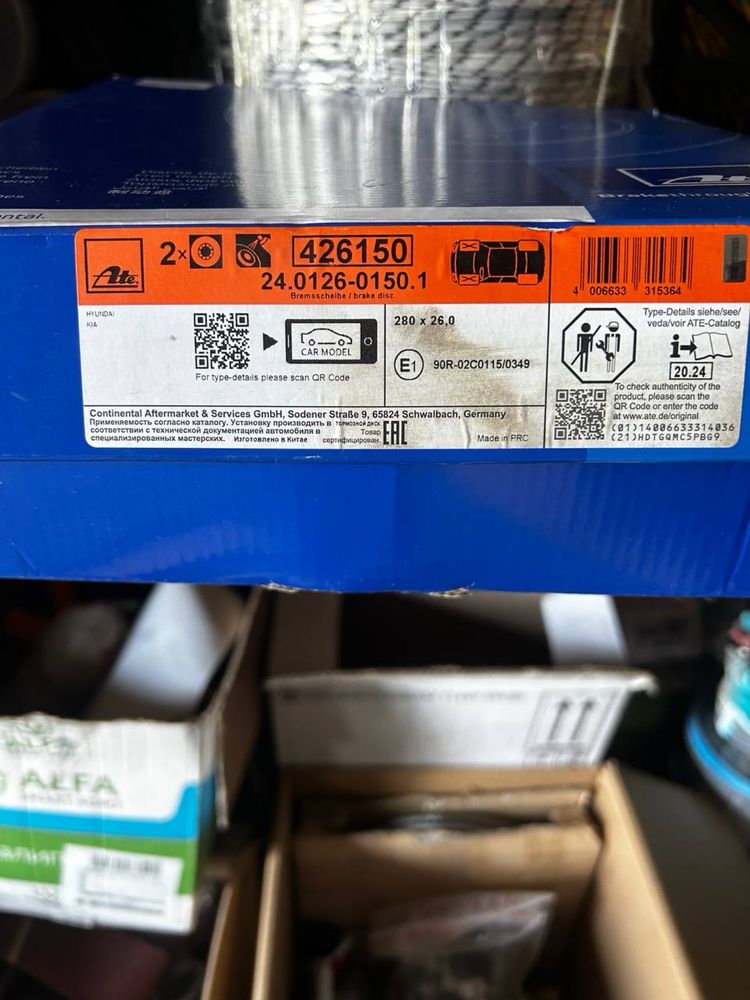 ntal.
Ate
2x
426150
24.0126-0150.1
Bremsscheibe / brake disc
4 006633 315364
HYUNDAI
KIA
CAR MODEL
For type-details please scan QR Code
280 x 26,0
E1 90R-02C0115/0349
Type-Details siehe/see/
veda/voir ATE-Catalog
20.24
To check authenticity of the
product, please scan the
QR Code or enter the code
at www.ate.de/original
(01)14006633314036
(21)HDTGQMC5PBG9
Continental Aftermarket & Services GmbH, Sodener Straße 9, 65824 Schwalbach, Germany
Применяемость согласно каталогу. Установку производить в ТОРМОЗНОЙ ДИСК
соответствии с технической документацией автомобиля в Товар
специализированных мастерских. Изготовлено в Китае сертифицирован. EAC
Made in PRC
ALFA